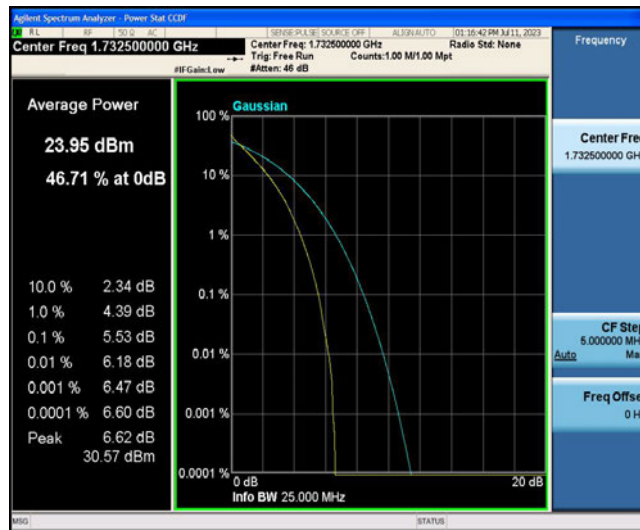 Agilent Spectrum Analyzer - Power Stat CCDF
RL RF 50 Ω AC SENSE:PULSE SOURCE OFF ALIGN AUTO 01:16:42 PM Jul 11, 2023
Center Freq 1.732500000 GHz
Center Freq: 1.732500000 GHz Radio Std: None
Trig: Free Run Counts:1.00 M/1.00 Mpt
#IFGain:Low #Atten: 46 dB
Frequency
Average Power
23.95 dBm
46.71 % at 0dB
10.0 % 2.34 dB
1.0 % 4.39 dB
0.1 % 5.53 dB
0.01 % 6.18 dB
0.001 % 6.47 dB
0.0001 % 6.60 dB
Peak 6.62 dB
30.57 dBm
Gaussian
100 %
10 %
1 %
0.1 %
0.01 %
0.001 %
0.0001 %
0 dB 20 dB
Info BW 25.000 MHz
Center Fre
1.732500000 GH
CF Ste
5.000000 MH
Auto Ma
Freq Offse
0 H
MSG STATUS